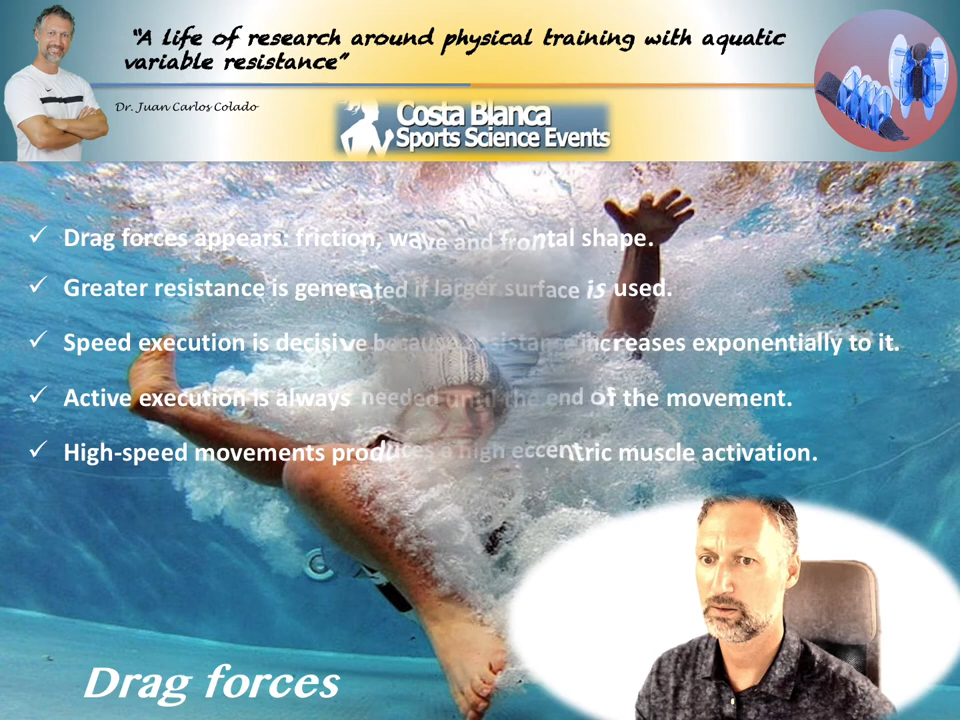 "A life of research around physical training with aquatic
variable resistance"
Dr. Juan Carlos Colado
Costa Blanca
Sports Science Events
✓ Drag forces appears: friction, wave and frontal shape.
✓ Greater resistance is generated if larger surface is used.
✓ Speed execution is decisive because resistance increases exponentially to it.
✓ Active execution is always needed until the end of the movement.
✓ High-speed movements produces a high eccentric muscle activation.
Drag forces